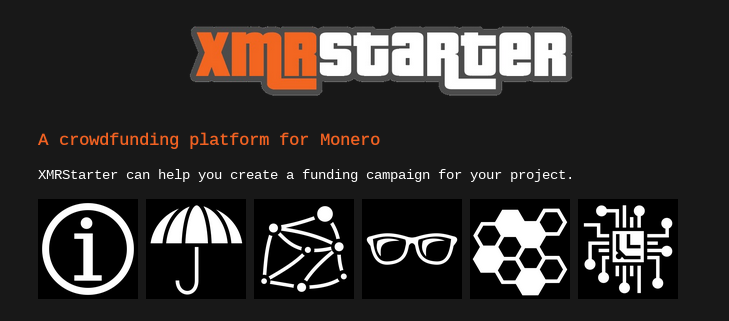 XMRStarter
A crowdfunding platform for Monero
XMRStarter can help you create a funding campaign for your project.
i